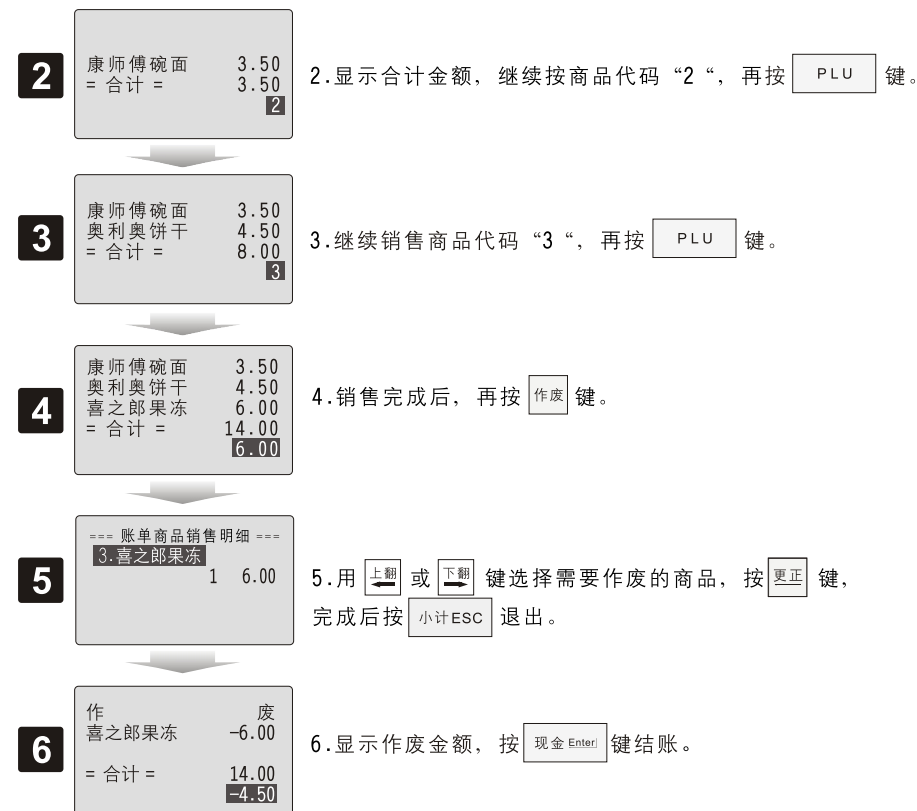 2
康师傅碗面 3.50
= 合计 = 3.50
2
2.显示合计金额，继续按商品代码“2“，再按 PLU 键。
3
康师傅碗面 3.50
奥利奥饼干 4.50
= 合计 = 8.00
3
3.继续销售商品代码“3“，再按 PLU 键。
4
康师傅碗面 3.50
奥利奥饼干 4.50
喜之郎果冻 6.00
= 合计 = 14.00
6.00
4.销售完成后，再按 作废 键。
5
=== 账单商品销售明细 ===
3.喜之郎果冻
1 6.00
5.用 上翻 或 下翻 键选择需要作废的商品，按 更正 键，
完成后按 小计ESC 退出。
6
作 废
喜之郎果冻 -6.00
= 合计 = 14.00
-4.50
6.显示作废金额，按 现金 Enter 键结账。